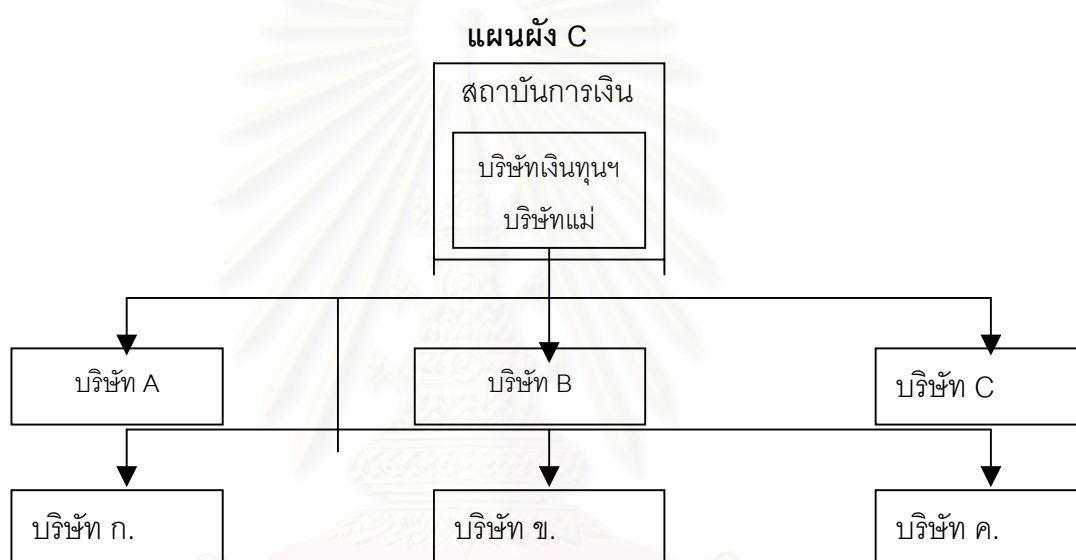 แผนผัง C
สถาบันการเงิน
บริษัทเงินทุนฯ
บริษัทแม่
บริษัท A
บริษัท B
บริษัท C
บริษัท ก.
บริษัท ข.
บริษัท ค.